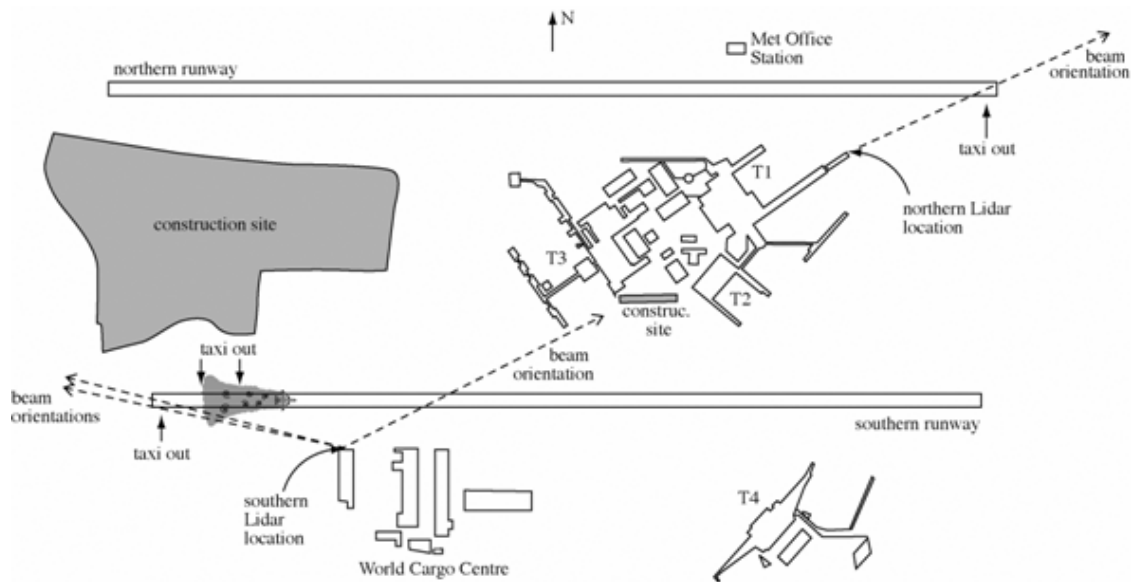 N
Met Office
Station
beam
orientation
northern runway
taxi out
T1
construction site
northern Lidar
location
T3
T2
construc.
site
taxi out
beam
orientation
beam
orientations
southern runway
taxi out
southern
Lidar
location
T4
World Cargo Centre